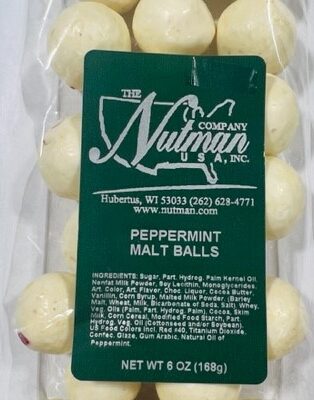 THE
Nutman
COMPANY
U S A, INC.
Hubertus, WI 53033 (262) 628-4771
www.nutman.com
PEPPERMINT
MALT BALLS
INGREDIENTS: Sugar, Part. Hydrog. Palm Kernel Oil,
Nonfat Milk Powder, Soy Lecithin, Monoglycerides,
Art. Color, Art. Flavor, Choc. Liquor, Cocoa Butter,
Vanillin, Corn Syrup, Malted Milk Powder, (Barley
Malt, Wheat, Milk, Bicarbonate of Soda, Salt), Whey,
Veg. Oils (Palm, Part. Hydrog. Palm), Cocoa, Skim
Milk, Corn Cereal, Modified Food Starch, Part.
Hydrog. Veg. Oil (Cottonseed and/or Soybean),
US Food Colors Incl. Red #40, Titanium Dioxide,
Confec. Glaze, Gum Arabic, Natural Oil of
Peppermint.
NET WT 6 OZ (168g)